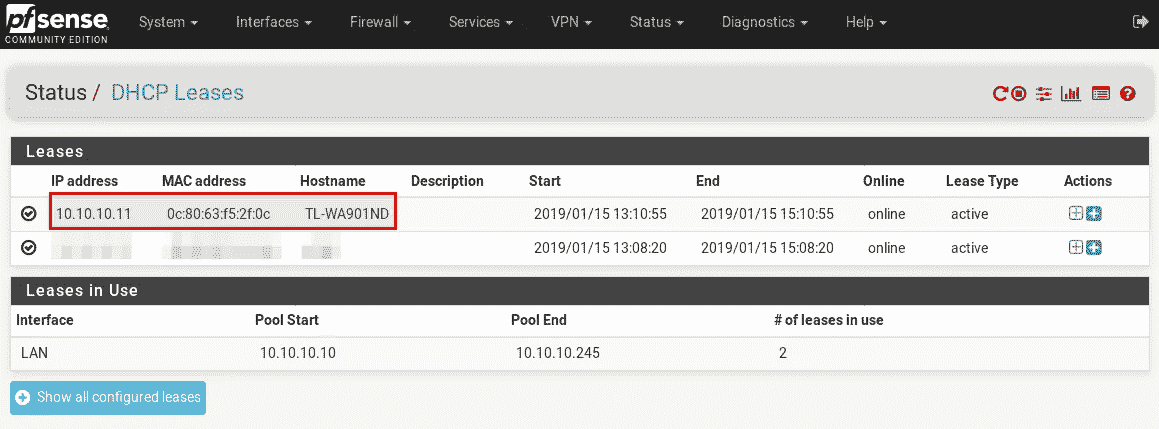 pfsense System Interfaces Firewall Services VPN Status Diagnostics Help
COMMUNITY EDITION
Status / DHCP Leases
Leases
IP address MAC address Hostname Description Start End Online Lease Type Actions
10.10.10.11 0c:80:63:f5:2f:0c TL-WA901ND 2019/01/15 13:10:55 2019/01/15 15:10:55 online active
2019/01/15 13:08:20 2019/01/15 15:08:20 online active
Leases in Use
Interface Pool Start Pool End # of leases in use
LAN 10.10.10.10 10.10.10.245 2
Show all configured leases